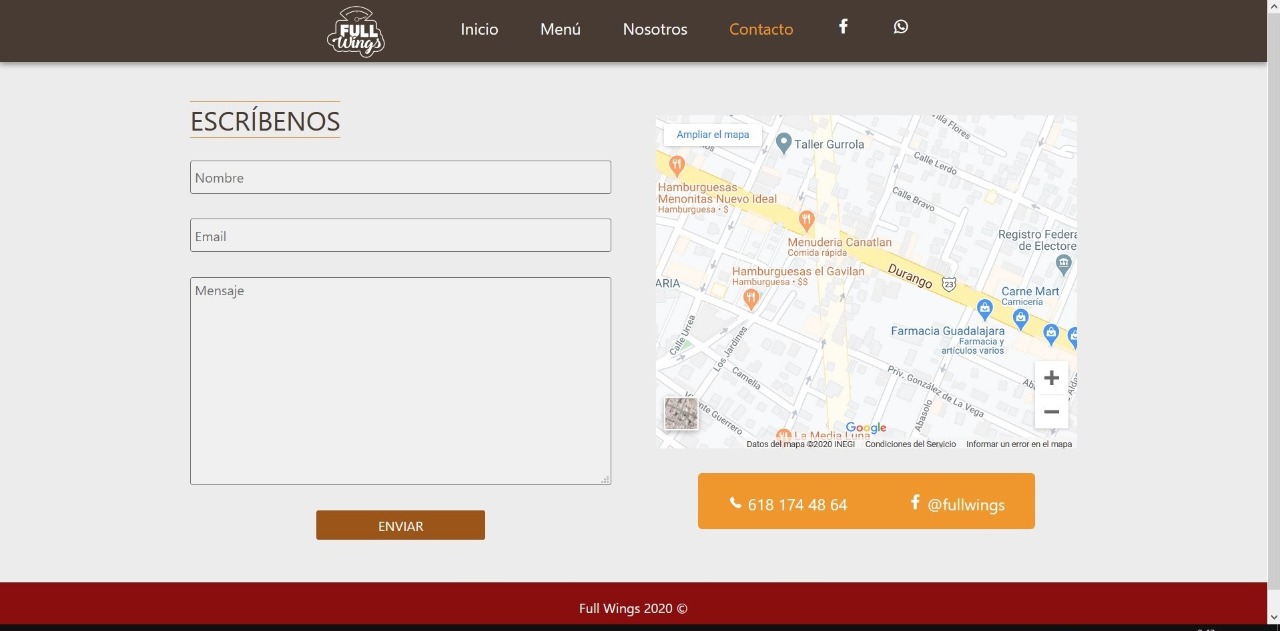 FULL
Wings
Inicio
Menú
Nosotros
Contacto
ESCRÍBENOS
Nombre
Email
Mensaje
ENVIAR
Ampliar el mapa
Taller Gurrola
Villa Flores
Calle Lerdo
Hamburguesas
Menonitas Nuevo Ideal
Hamburguesa • $
Calle Bravo
Menuderia Canatlan
Comida rápida
Registro Federa
de Electore
Hamburguesas el Gavilan
Hamburguesa • $$
ARIA
Durango
23
Carne Mart
Carnicería
Calle Urrea
Los Jardines
Farmacia Guadalajara
Farmacia y
artículos varios
Camelia
Priv. González de La Vega
Abasolo
Vicente Guerrero
La Media Luna
Google
Datos del mapa ©2020 INEGI
Condiciones del Servicio
Informar un error en el mapa
618 174 48 64
@fullwings
Full Wings 2020 ©